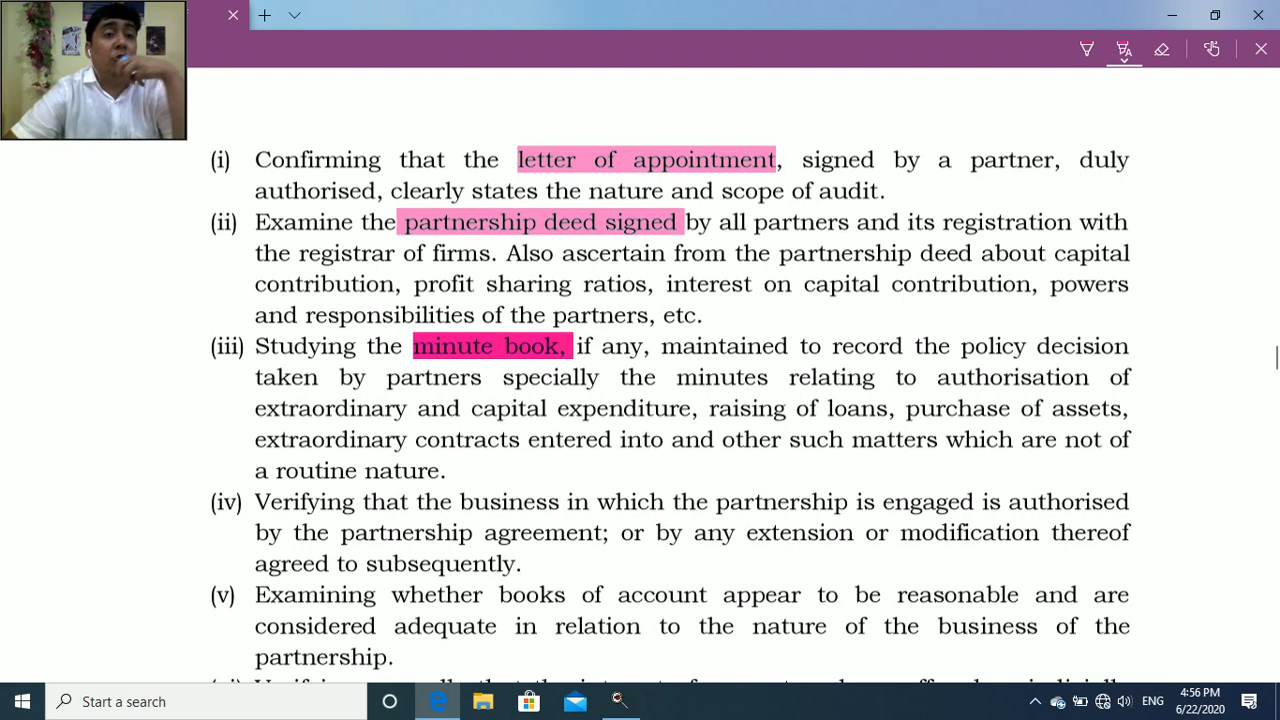 (i) Confirming that the letter of appointment, signed by a partner, duly
authorised, clearly states the nature and scope of audit.
(ii) Examine the partnership deed signed by all partners and its registration with
the registrar of firms. Also ascertain from the partnership deed about capital
contribution, profit sharing ratios, interest on capital contribution, powers
and responsibilities of the partners, etc.
(iii) Studying the minute book, if any, maintained to record the policy decision
taken by partners specially the minutes relating to authorisation of
extraordinary and capital expenditure, raising of loans, purchase of assets,
extraordinary contracts entered into and other such matters which are not of
a routine nature.
(iv) Verifying that the business in which the partnership is engaged is authorised
by the partnership agreement; or by any extension or modification thereof
agreed to subsequently.
(v) Examining whether books of account appear to be reasonable and are
considered adequate in relation to the nature of the business of the
partnership.
Start a search
ENG
4:56 PM
6/22/2020